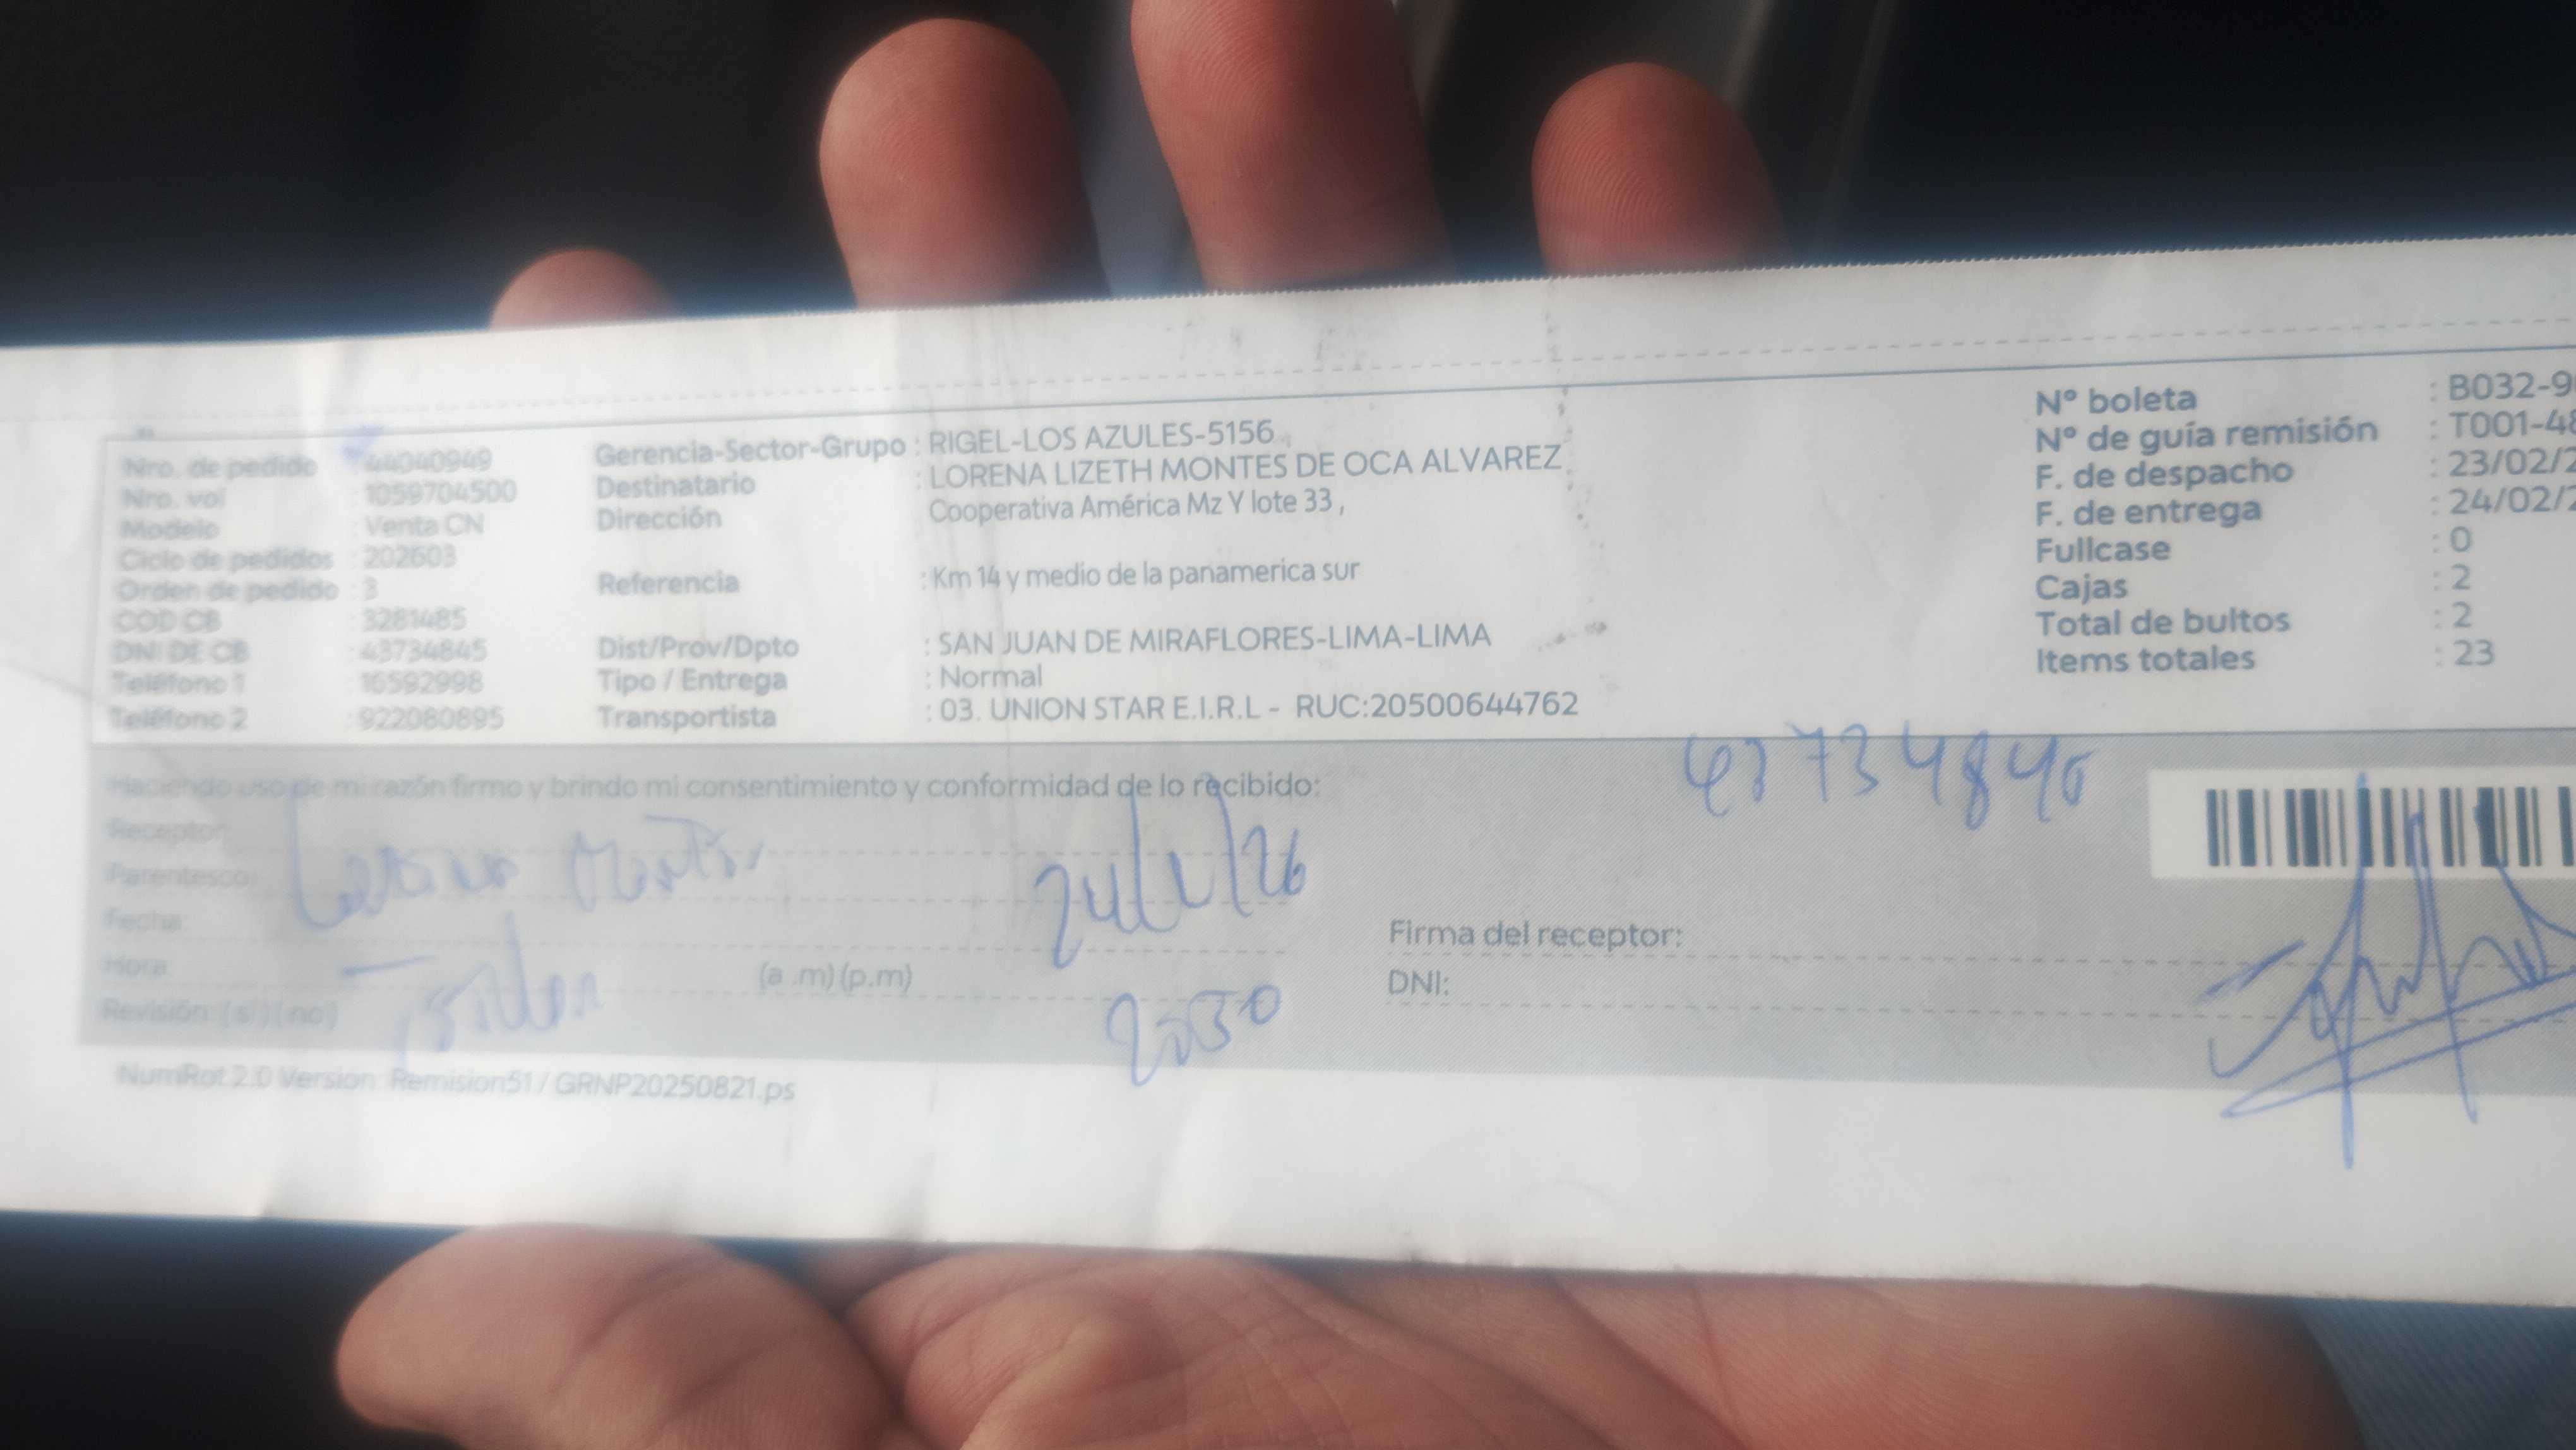 Nro. de pedido : 44040949
Nro. vol : 1059704500
Modelo : Venta CN
Ciclo de pedidos : 202603
Orden de pedido : 3
COD CB : 3281485
DNI DE CB : 43734845
Teléfono 1 : 16592998
Teléfono 2 : 922080895
Gerencia-Sector-Grupo : RIGEL-LOS AZULES-5156
Destinatario : LORENA LIZETH MONTES DE OCA ALVAREZ
Dirección Cooperativa América Mz Y lote 33 ,
Referencia : Km 14 y medio de la panamerica sur
Dist/Prov/Dpto : SAN JUAN DE MIRAFLORES-LIMA-LIMA
Tipo / Entrega : Normal
Transportista : 03. UNION STAR E.I.R.L - RUC:20500644762
Nº boleta : B032-9
Nº de guía remisión : T001-48
F. de despacho : 23/02/2
F. de entrega : 24/02/2
Fullcase : 0
Cajas : 2
Total de bultos : 2
Items totales : 23
Haciendo uso de mi razón firmo y brindo mi consentimiento y conformidad de lo recibido:
Receptor:
Parentesco:
Fecha:
Hora: (a .m) (p.m)
Revisión: (si) (no)
Firma del receptor:
DNI:
NumRot 2.0 Version: Remision51 / GRNP20250821.ps